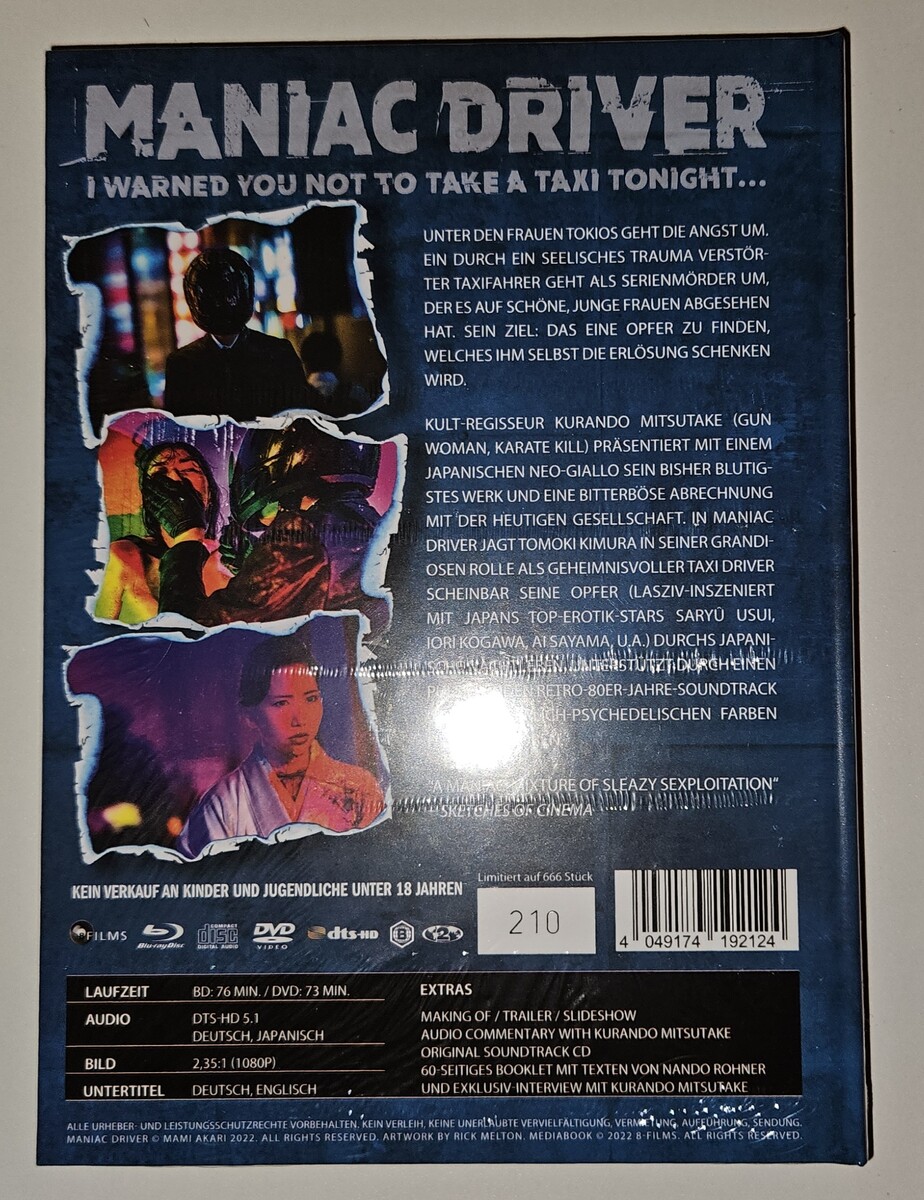 MANIAC DRIVER
I WARNED YOU NOT TO TAKE A TAXI TONIGHT...
UNTER DEN FRAUEN TOKIOS GEHT DIE ANGST UM.
EIN DURCH EIN SEELISCHES TRAUMA VERSTÖR-
TER TAXIFAHRER GEHT ALS SERIENMÖRDER UM,
DER ES AUF SCHÖNE, JUNGE FRAUEN ABGESEHEN
HAT. SEIN ZIEL: DAS EINE OPFER ZU FINDEN,
WELCHES IHM SELBST DIE ERLÖSUNG SCHENKEN
WIRD.
KULT-REGISSEUR KURANDO MITSUTAKE (GUN
WOMAN, KARATE KILL) PRÄSENTIERT MIT EINEM
JAPANISCHEN NEO-GIALLO SEIN BISHER BLUTIG-
STES WERK UND EINE BITTERBÖSE ABRECHNUNG
MIT DER HEUTIGEN GESELLSCHAFT. IN MANIAC
DRIVER JAGT TOMOKI KIMURA IN SEINER GRANDI-
OSEN ROLLE ALS GEHEIMNISVOLLER TAXI DRIVER
SCHEINBAR SEINE OPFER (LASZIV-INSZENIERT
MIT JAPANS TOP-EROTIK-STARS SARYÛ USUI,
IORI KOGAWA, AI SAYAMA, U.A.) DURCHS JAPANI-
UNTERSTÜTZT DURCH EINEN
RETRO-80ER-JAHRE-SOUNDTRACK
PSYCHEDELISCHEN FARBEN
"A MANIAC MIXTURE OF SLEAZY SEXPLOITATION"
SKETCHES OF CINEMA
KEIN VERKAUF AN KINDER UND JUGENDLICHE UNTER 18 JAHREN
Limitiert auf 666 Stück
210
4 049174 192124
8FILMS Blu-ray Disc COMPACT disc DIGITAL AUDIO DVD VIDEO dts-HD B 2
LAUFZEIT BD: 76 MIN. / DVD: 73 MIN.
AUDIO DTS-HD 5.1
DEUTSCH, JAPANISCH
BILD 2,35:1 (1080P)
UNTERTITEL DEUTSCH, ENGLISCH
EXTRAS
MAKING OF / TRAILER / SLIDESHOW
AUDIO COMMENTARY WITH KURANDO MITSUTAKE
ORIGINAL SOUNDTRACK CD
60-SEITIGES BOOKLET MIT TEXTEN VON NANDO ROHNER
UND EXKLUSIV-INTERVIEW MIT KURANDO MITSUTAKE
ALLE URHEBER- UND LEISTUNGSSCHUTZRECHTE VORBEHALTEN. KEIN VERLEIH, KEINE UNERLAUBTE VERVIELFÄLTIGUNG, VERMIETUNG, AUFFÜHRUNG, SENDUNG.
MANIAC DRIVER © MAMI AKARI 2022. ALL RIGHTS RESERVED. ARTWORK BY RICK MELTON. MEDIABOOK © 2022 8-FILMS. ALL RIGHTS RESERVED.